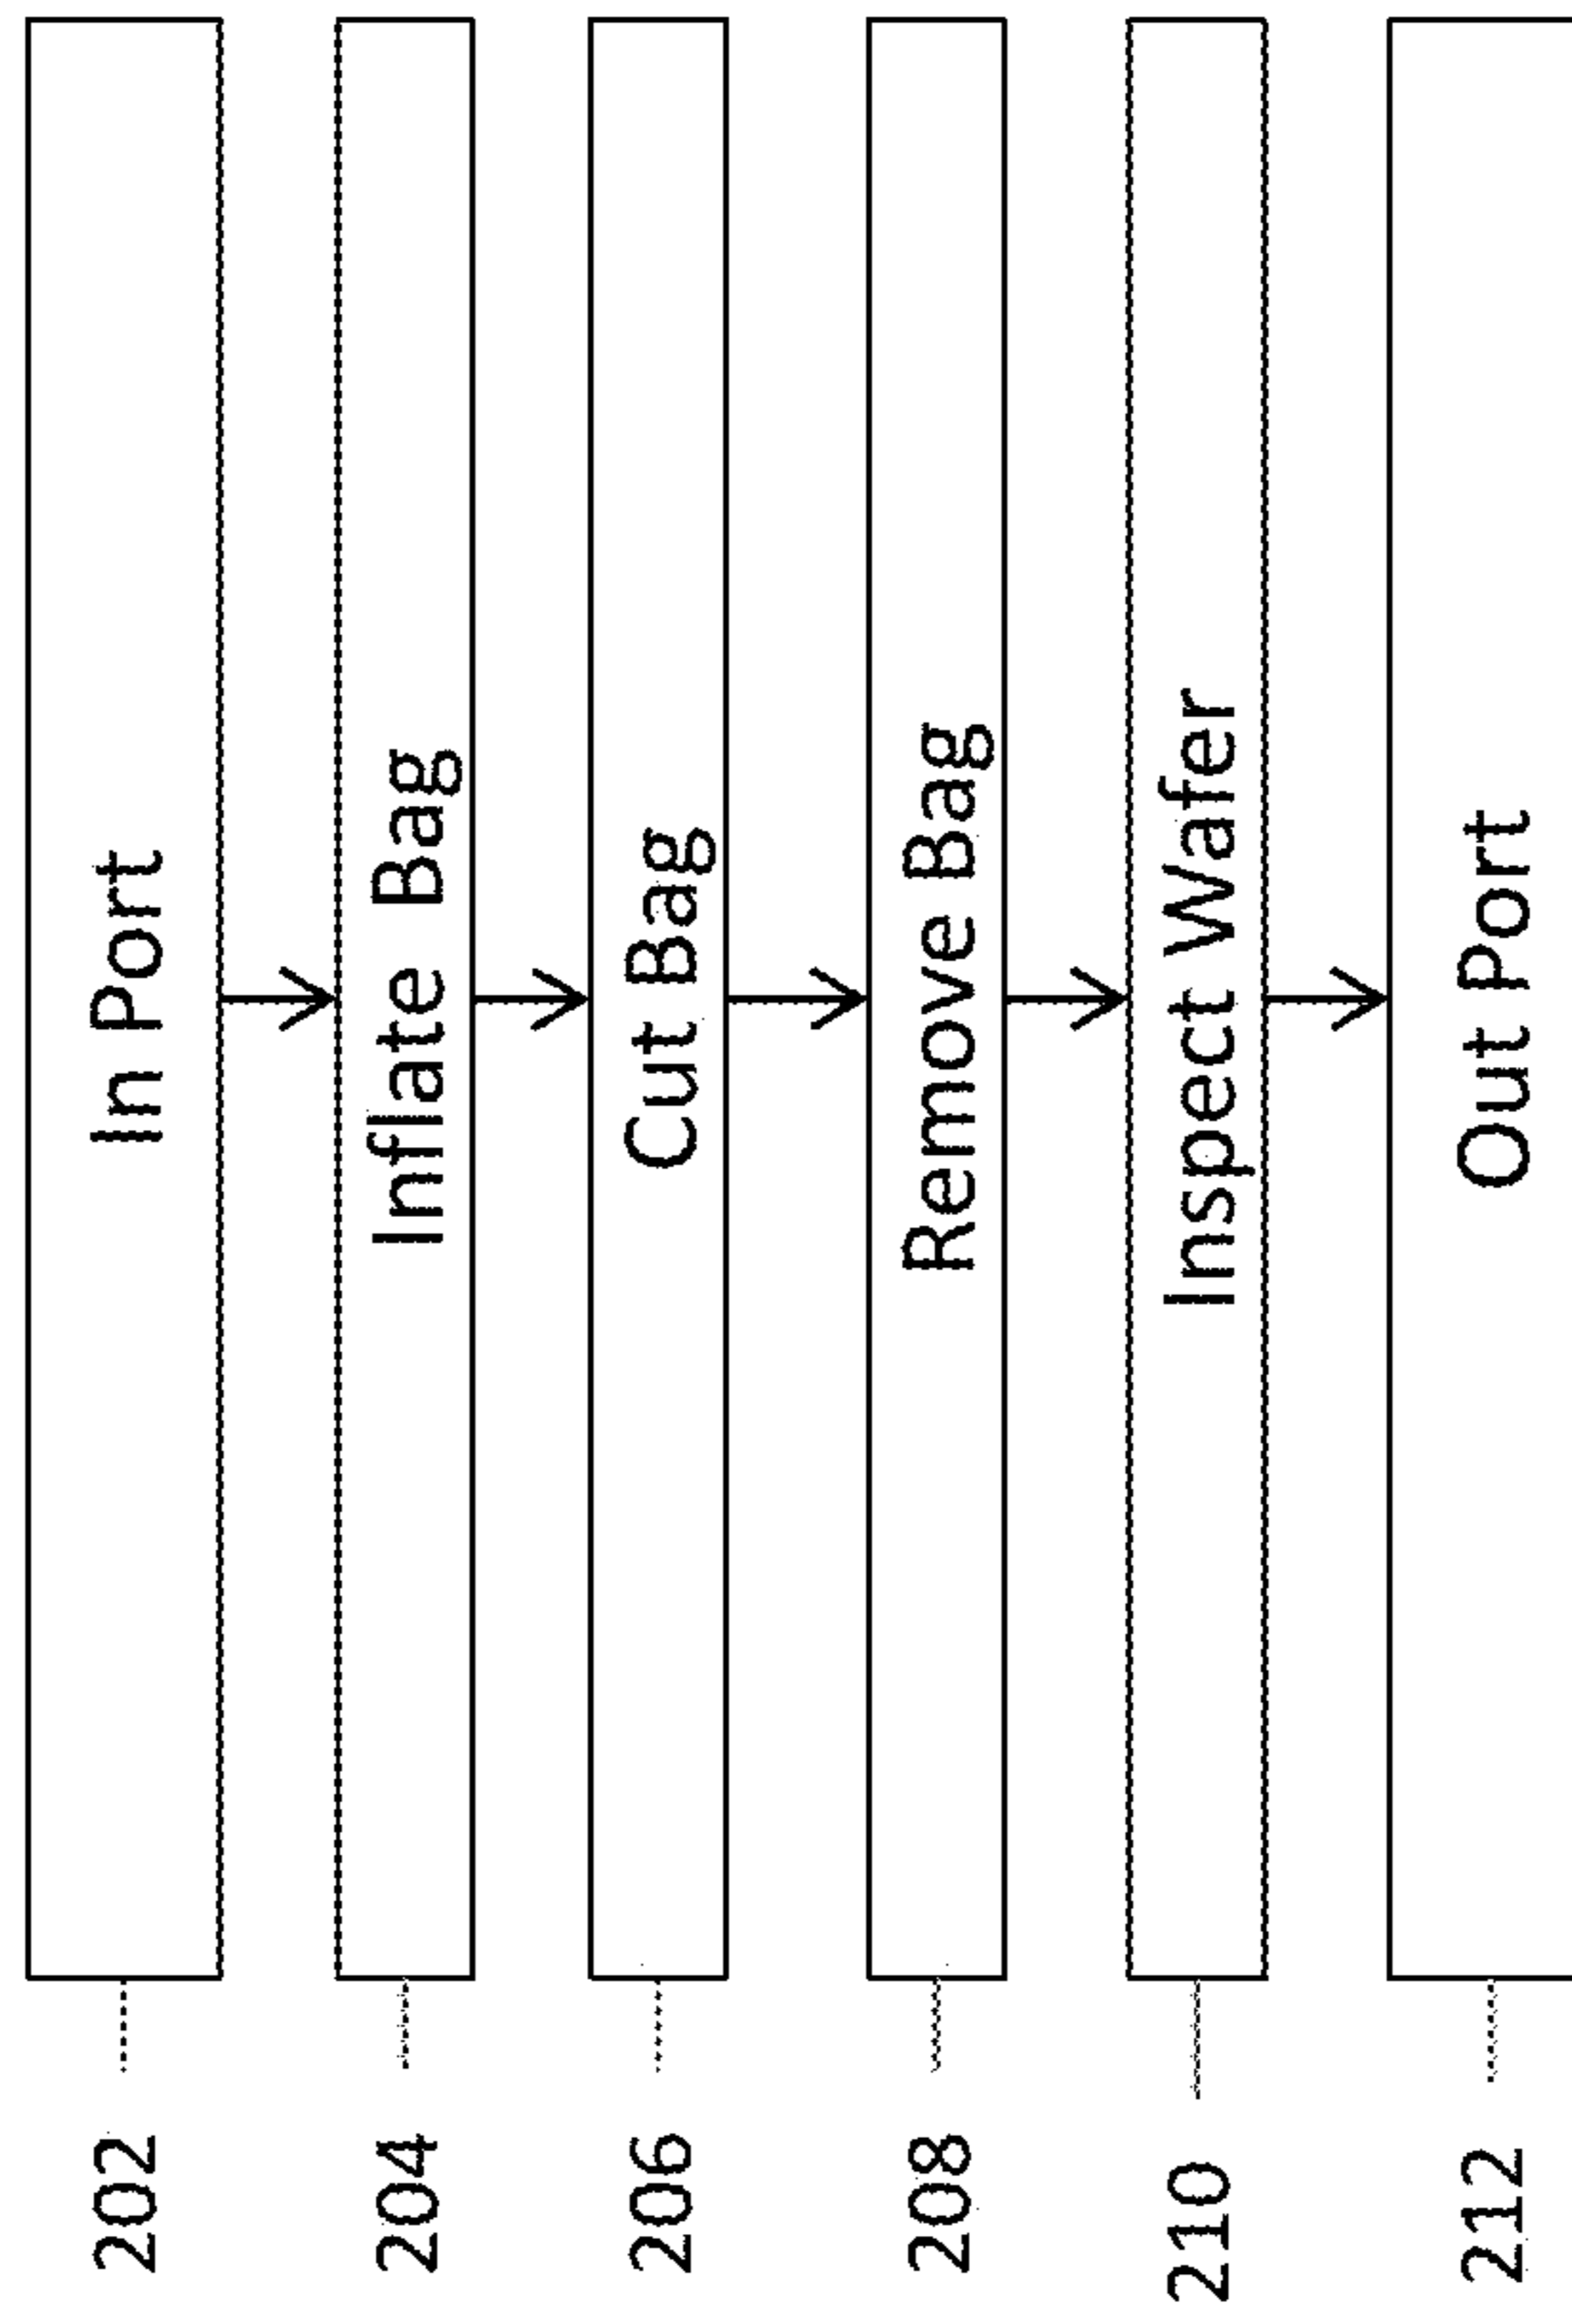 202 In Port
204 Inflate Bag
206 Cut Bag
208 Remove Bag
210 Inspect Wafer
212 Out Port